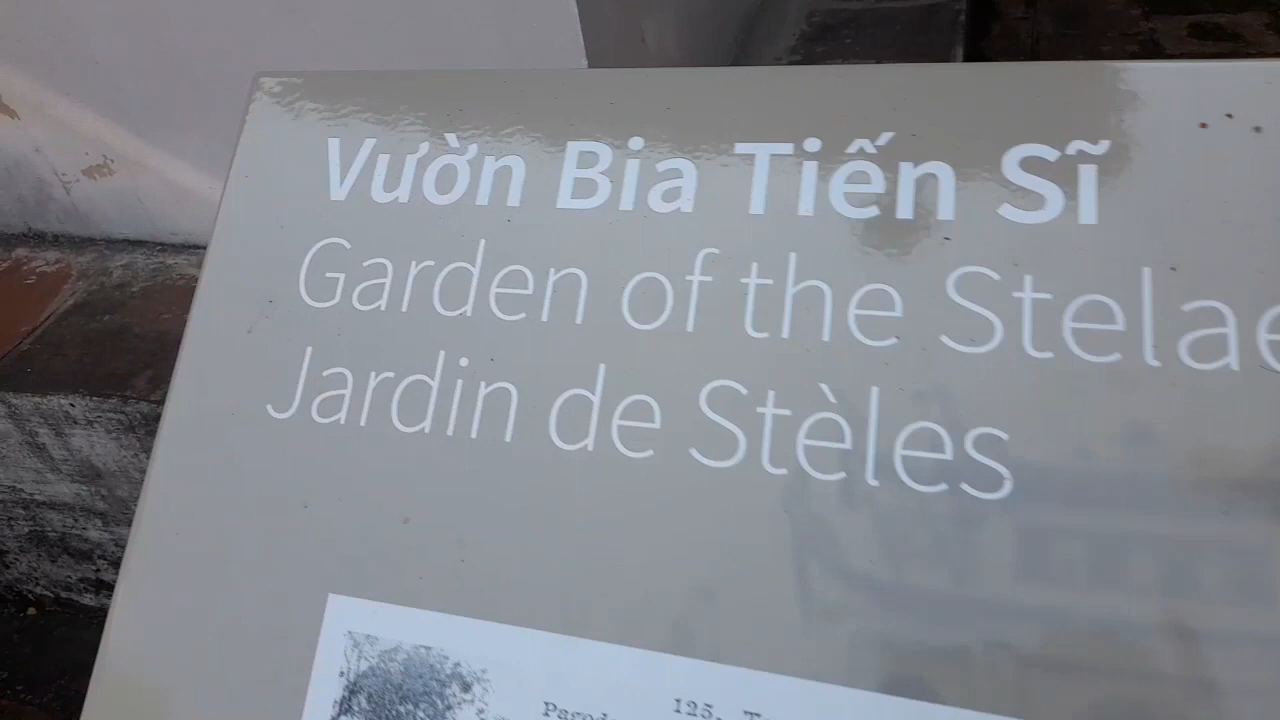 Vườn Bia Tiến Sĩ
Garden of the Stelae
Jardin de Stèles
125.